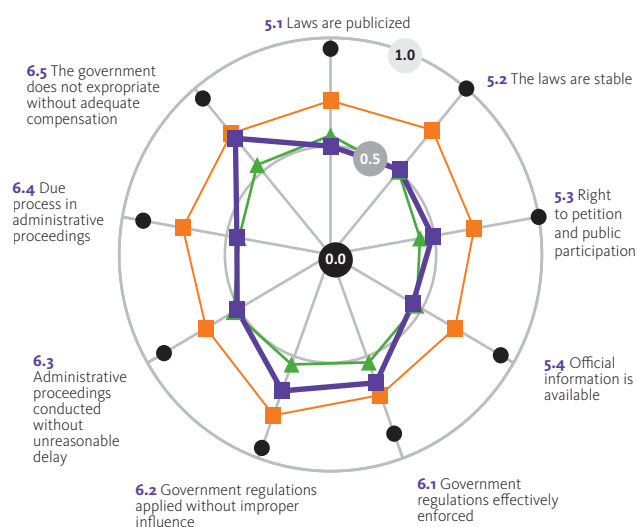 5.1 Laws are publicized
1.0
5.2 The laws are stable
0.5
5.3 Right
to petition
and public
participation
0.0
5.4 Official
information is
available
6.1 Government
regulations effectively
enforced
6.2 Government regulations
applied without improper
influence
6.3
Administrative
proceedings
conducted
without
unreasonable
delay
6.4 Due
process in
administrative
proceedings
6.5 The government
does not expropriate
without adequate
compensation